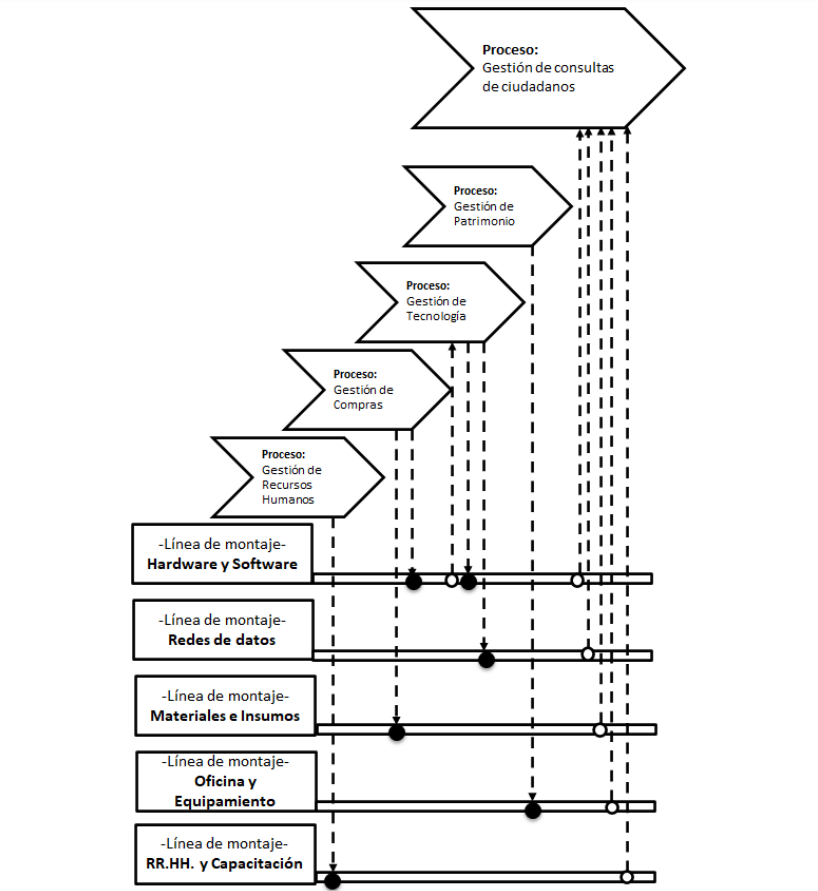 Proceso:
Gestión de consultas
de ciudadanos
Proceso:
Gestión de
Patrimonio
Proceso:
Gestión de
Tecnología
Proceso:
Gestión de
Compras
Proceso:
Gestión de
Recursos
Humanos
-Línea de montaje-
Hardware y Software
-Línea de montaje-
Redes de datos
-Línea de montaje-
Materiales e Insumos
-Línea de montaje-
Oficina y
Equipamiento
-Línea de montaje-
RR.HH. y Capacitación